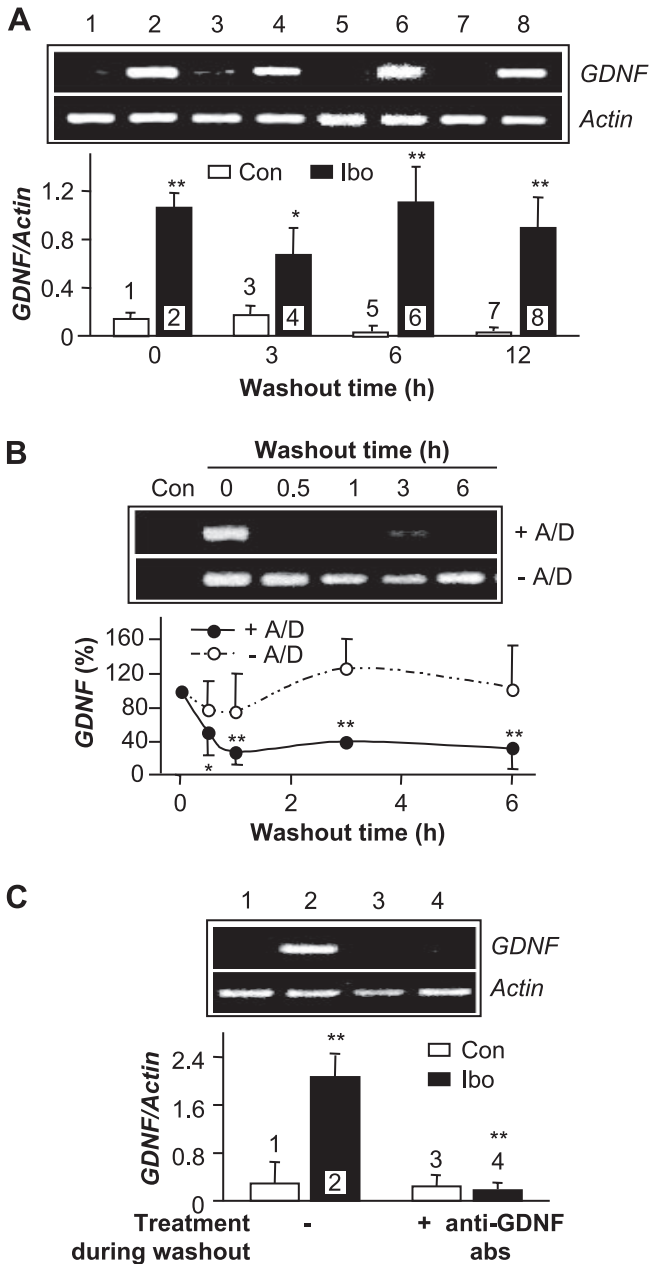 A
1 2 3 4 5 6 7 8
GDNF
Actin
Con Ibo
GDNF/Actin
1.2
0.8
0.4
0
** * ** **
1 2 3 4 5 6 7 8
0 3 6 12
Washout time (h)
B
Washout time (h)
Con 0 0.5 1 3 6
+ A/D
- A/D
+ A/D
- A/D
GDNF (%)
160
120
80
40
0
* ** ** **
0 2 4 6
Washout time (h)
C
1 2 3 4
GDNF
Actin
GDNF/Actin
2.4
1.6
0.8
0
Con
Ibo
** **
1 2 3 4
Treatment - + anti-GDNF
during washout abs